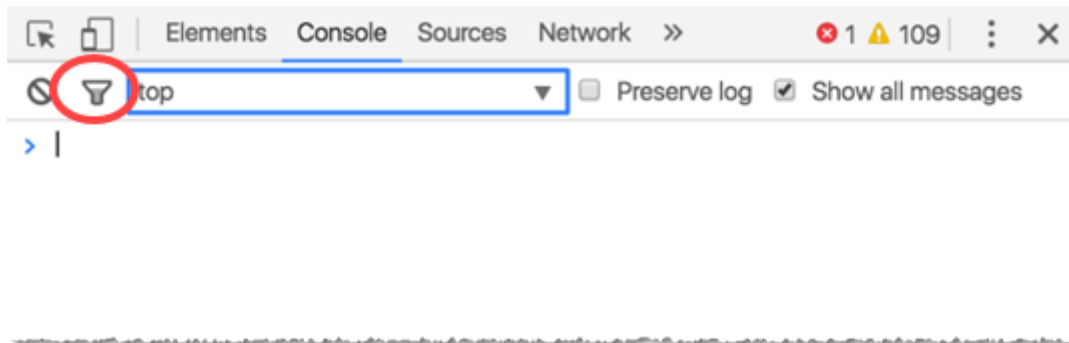 Elements Console Sources Network » 1 109
top Preserve log Show all messages
>